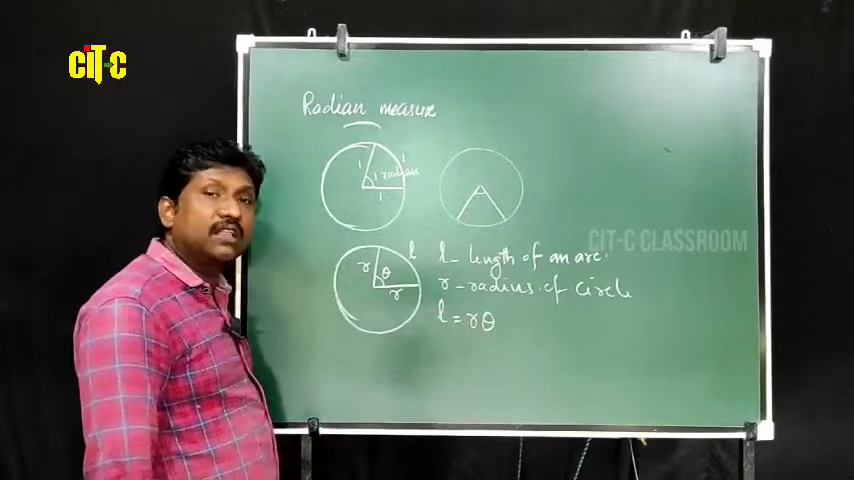 CiT-C
Radian measure
1
1
1 radian
1
l
r
θ
r
l - length of an arc.
r - radius of circle
l = rθ
CIT-C CLASSROOM